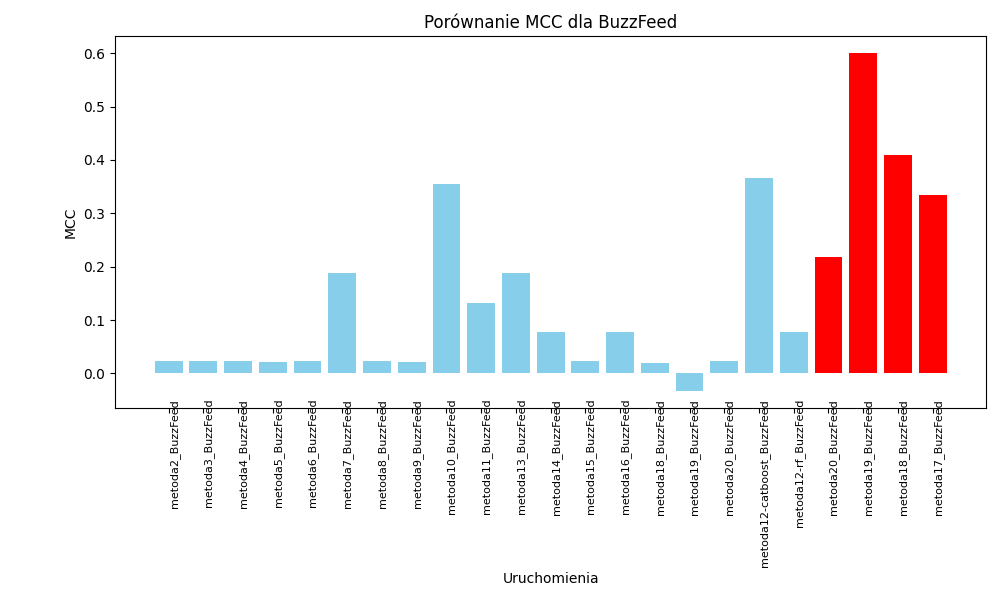 Porównanie MCC dla BuzzFeed
MCC
0.6
0.5
0.4
0.3
0.2
0.1
0.0
metoda2_BuzzFeed
metoda3_BuzzFeed
metoda4_BuzzFeed
metoda5_BuzzFeed
metoda6_BuzzFeed
metoda7_BuzzFeed
metoda8_BuzzFeed
metoda9_BuzzFeed
metoda10_BuzzFeed
metoda11_BuzzFeed
metoda13_BuzzFeed
metoda14_BuzzFeed
metoda15_BuzzFeed
metoda16_BuzzFeed
metoda18_BuzzFeed
metoda19_BuzzFeed
metoda20_BuzzFeed
metoda12-catboost_BuzzFeed
metoda12-rf_BuzzFeed
metoda20_BuzzFeed
metoda19_BuzzFeed
metoda18_BuzzFeed
metoda17_BuzzFeed
Uruchomienia